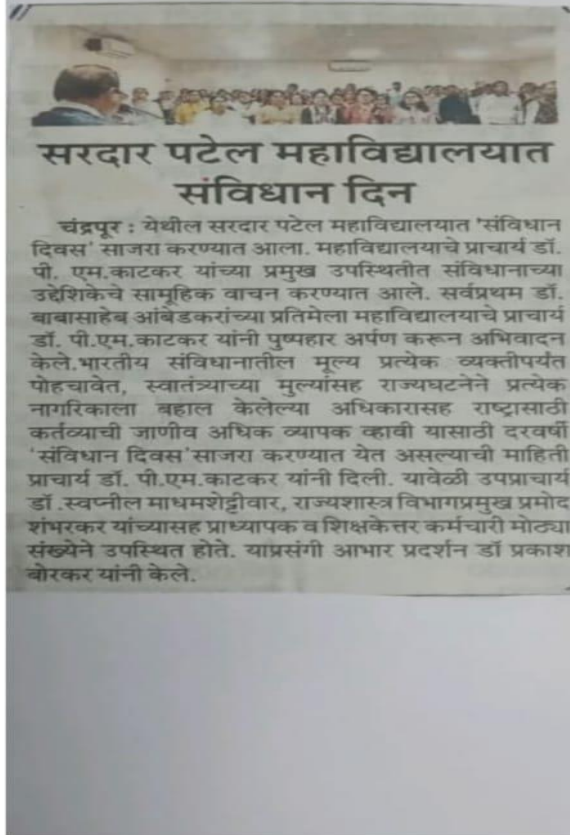 सरदार पटेल महाविद्यालयात
संविधान दिन
चंद्रपूर : येथील सरदार पटेल महाविद्यालयात 'संविधान
दिवस' साजरा करण्यात आला. महाविद्यालयाचे प्राचार्य डॉ.
पी. एम.काटकर यांच्या प्रमुख उपस्थितीत संविधानाच्या
उद्देशिकेचे सामूहिक वाचन करण्यात आले. सर्वप्रथम डॉ.
बाबासाहेब आंबेडकरांच्या प्रतिमेला महाविद्यालयाचे प्राचार्य
डॉ. पी.एम.काटकर यांनी पुष्पहार अर्पण करून अभिवादन
केले.भारतीय संविधानातील मूल्य प्रत्येक व्यक्तीपर्यंत
पोहचावेत, स्वातंत्र्याच्या मुल्यांसह राज्यघटनेने प्रत्येक
नागरिकाला बहाल केलेल्या अधिकारासह राष्ट्रासाठी
कर्तव्याची जाणीव अधिक व्यापक व्हावी यासाठी दरवर्षी
'संविधान दिवस'साजरा करण्यात येत असल्याची माहिती
प्राचार्य डॉ. पी.एम.काटकर यांनी दिली. यावेळी उपप्राचार्य
डॉ .स्वप्नील माधमशेट्टीवार, राज्यशास्त्र विभागप्रमुख प्रमोद
शंभरकर यांच्यासह प्राध्यापक व शिक्षकेत्तर कर्मचारी मोठ्या
संख्येने उपस्थित होते. याप्रसंगी आभार प्रदर्शन डॉ प्रकाश
बोरकर यांनी केले.